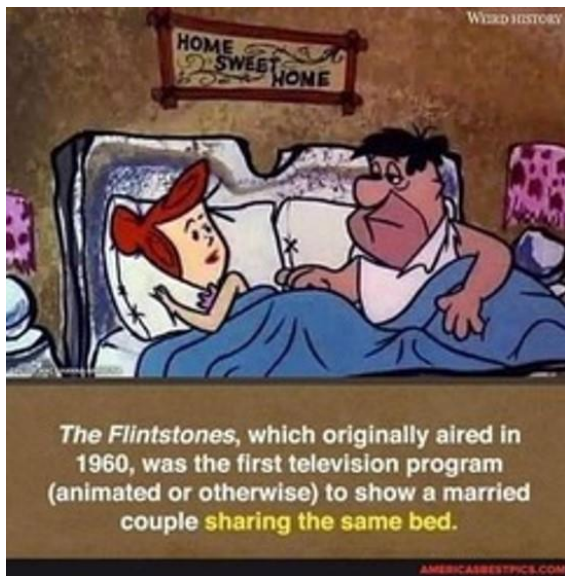 WEIRD HISTORY
HOME
SWEET
HOME
The Flintstones, which originally aired in
1960, was the first television program
(animated or otherwise) to show a married
couple sharing the same bed.
AMERICASBESTPICS.COM